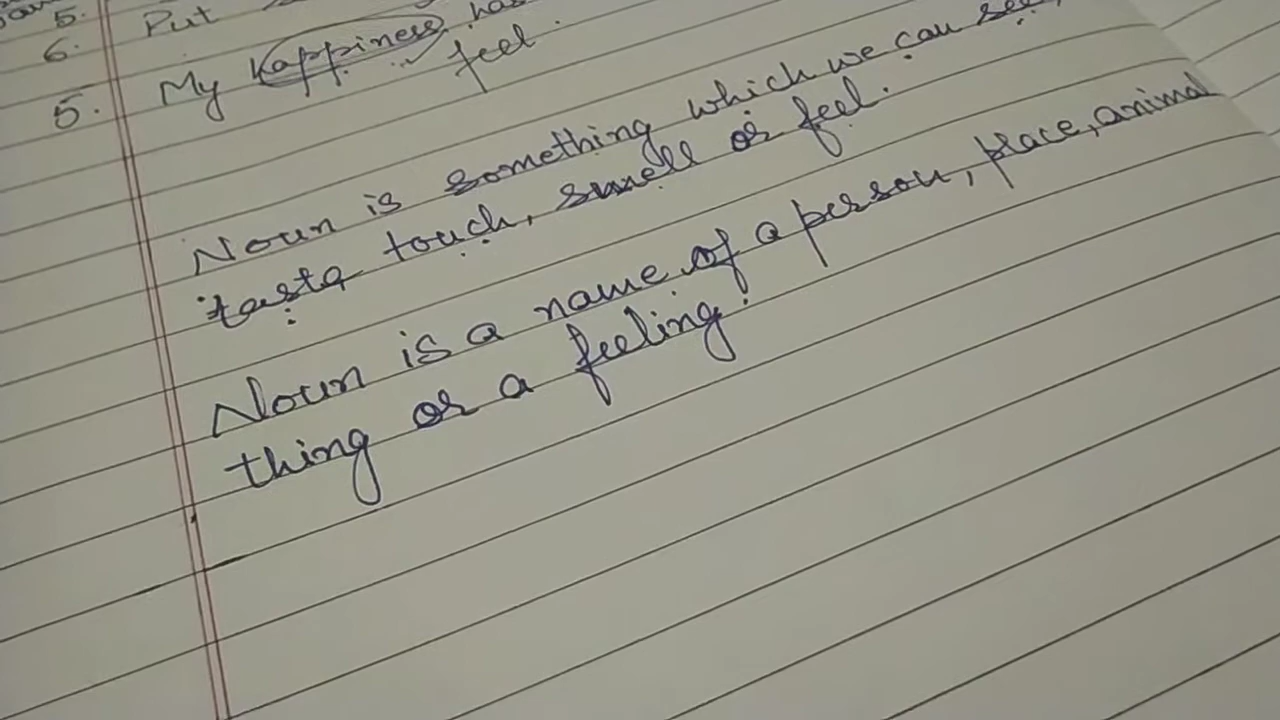 5. Put
6.
5. My happiness has
feel.
Noun is something which we can see,
taste touch, smell or feel.
Noun is a name of a person, place, animal
thing or a feeling.